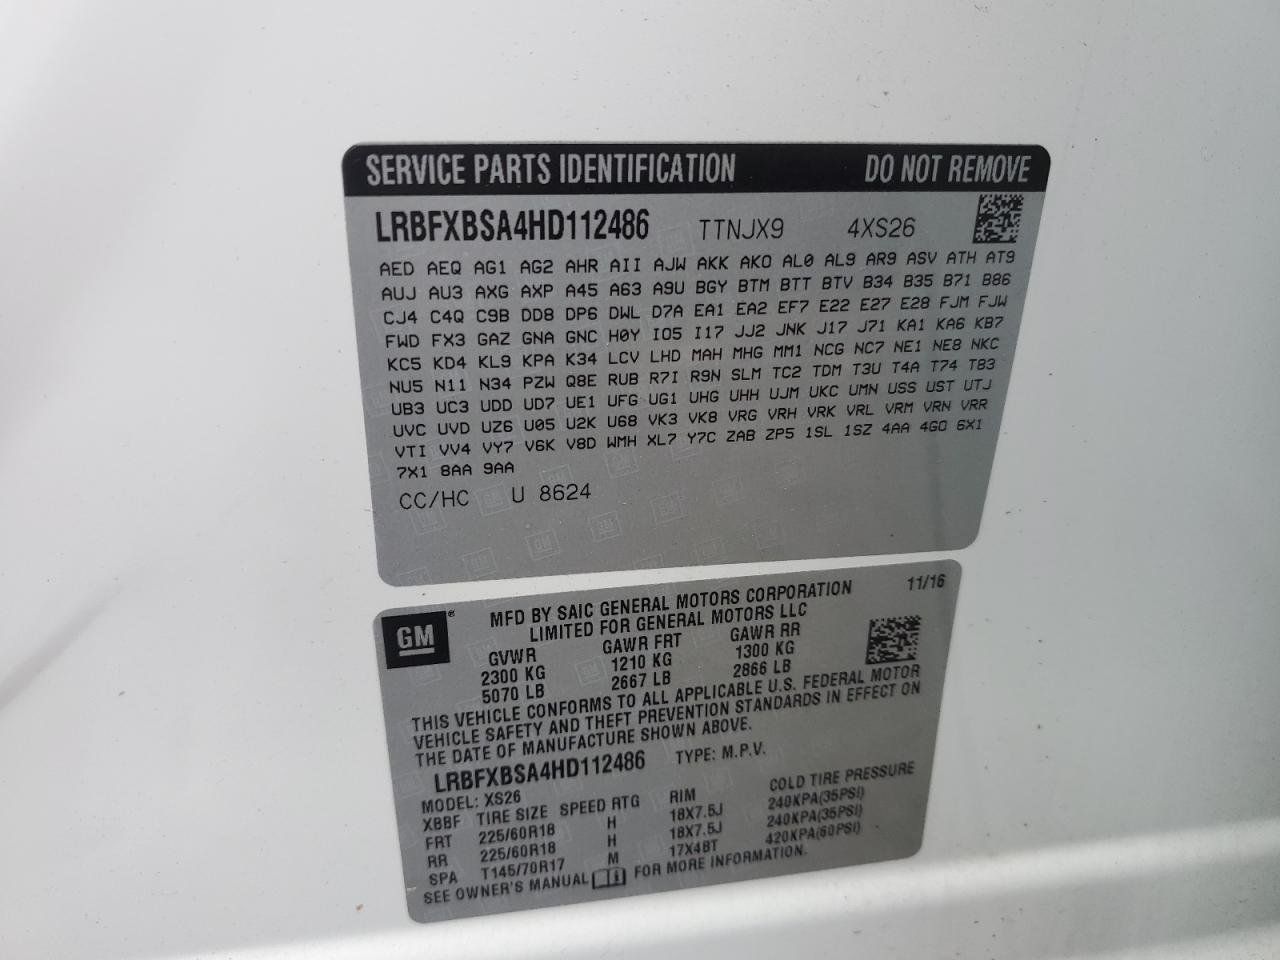 SERVICE PARTS IDENTIFICATION DO NOT REMOVE
LRBFXBSA4HD112486 TTNJX9 4XS26
AED AEQ AG1 AG2 AHR AII AJW AKK AKO AL0 AL9 AR9 ASV ATH AT9
AUJ AU3 AXG AXP A45 A63 A9U BGY BTM BTT BTV B34 B35 B71 B86
CJ4 C4Q C9B DD8 DP6 DWL D7A EA1 EA2 EF7 E22 E27 E28 FJM FJW
FWD FX3 GAZ GNA GNC H0Y IO5 I17 JJ2 JNK J17 J71 KA1 KA6 KB7
KC5 KD4 KL9 KPA K34 LCV LHD MAH MHG MM1 NCG NC7 NE1 NE8 NKC
NU5 N11 N34 PZW Q8E RUB R7I R9N SLM TC2 TDM T3U T4A T74 T83
UB3 UC3 UDD UD7 UE1 UFG UG1 UHG UHH UJM UKC UMN USS UST UTJ
UVC UVD UZ6 U05 U2K U68 VK3 VK8 VRG VRH VRK VRL VRM VRN VRR
VTI VV4 VY7 V6K V8D WMH XL7 Y7C ZAB ZP5 1SL 1SZ 4AA 4G0 6X1
7X1 8AA 9AA
CC/HC U 8624
GM® MFD BY SAIC GENERAL MOTORS CORPORATION 11/16
LIMITED FOR GENERAL MOTORS LLC
GVWR GAWR FRT GAWR RR
2300 KG 1210 KG 1300 KG
5070 LB 2667 LB 2866 LB
THIS VEHICLE CONFORMS TO ALL APPLICABLE U.S. FEDERAL MOTOR
VEHICLE SAFETY AND THEFT PREVENTION STANDARDS IN EFFECT ON
THE DATE OF MANUFACTURE SHOWN ABOVE.
LRBFXBSA4HD112486 TYPE: M.P.V.
MODEL: XS26
XBBF TIRE SIZE SPEED RTG RIM COLD TIRE PRESSURE
FRT 225/60R18 H 18X7.5J 240KPA(35PSI)
RR 225/60R18 H 18X7.5J 240KPA(35PSI)
SPA T145/70R17 M 17X4BT 420KPA(60PSI)
SEE OWNER'S MANUAL FOR MORE INFORMATION.